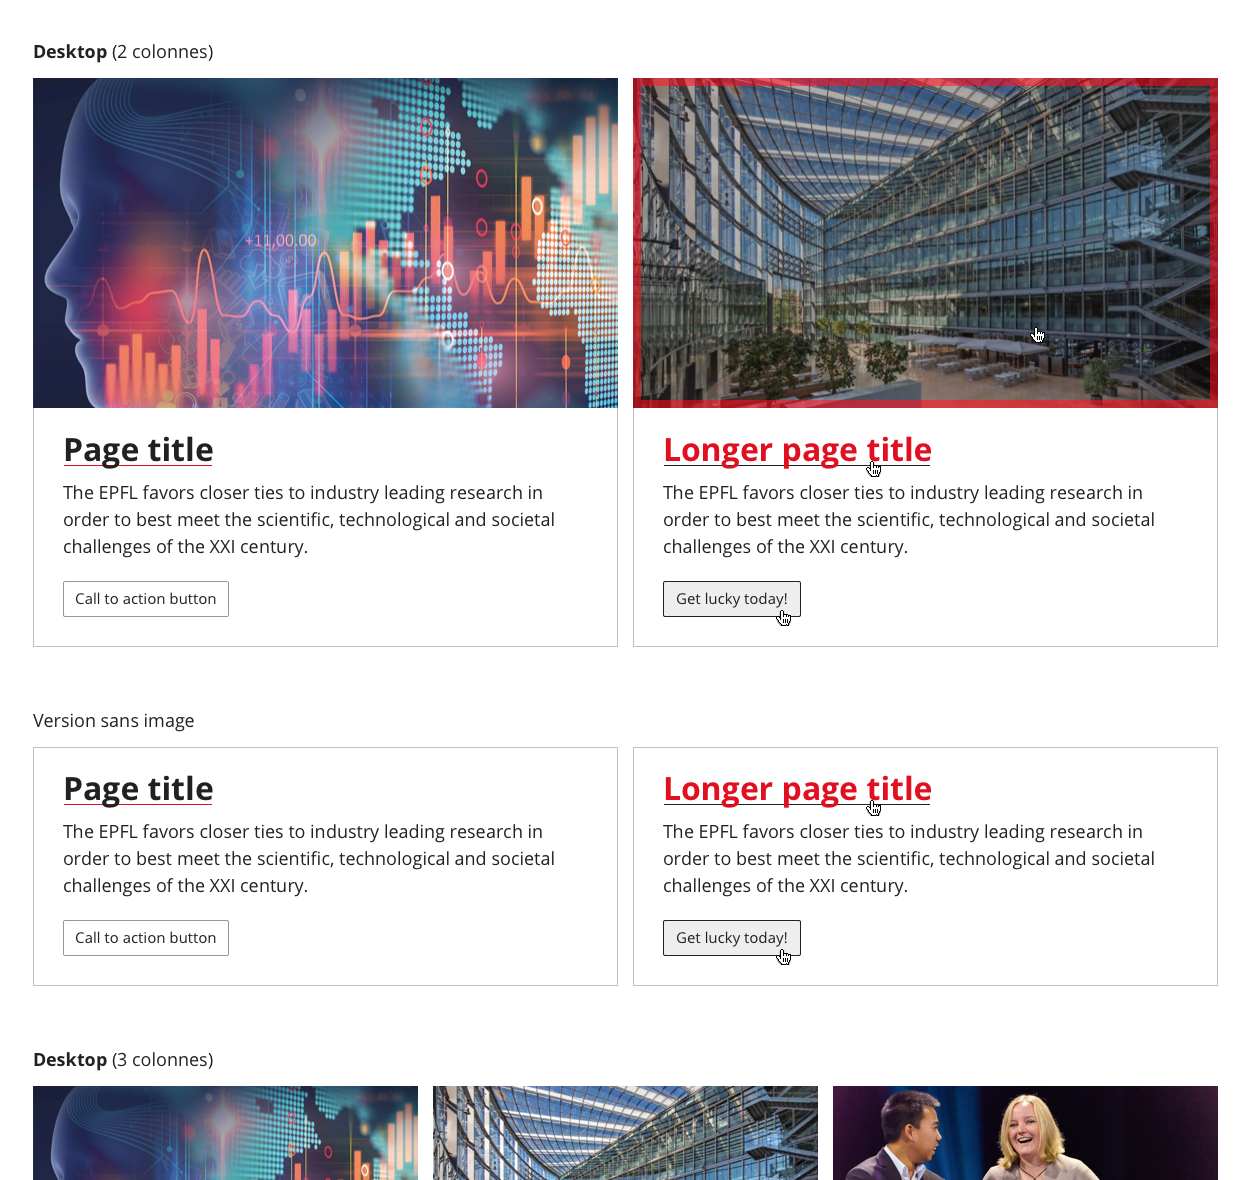 Desktop (2 colonnes)
+11,00.00
Page title
The EPFL favors closer ties to industry leading research in
order to best meet the scientific, technological and societal
challenges of the XXI century.
Call to action button
Longer page title
The EPFL favors closer ties to industry leading research in
order to best meet the scientific, technological and societal
challenges of the XXI century.
Get lucky today!
Version sans image
Page title
The EPFL favors closer ties to industry leading research in
order to best meet the scientific, technological and societal
challenges of the XXI century.
Call to action button
Longer page title
The EPFL favors closer ties to industry leading research in
order to best meet the scientific, technological and societal
challenges of the XXI century.
Get lucky today!
Desktop (3 colonnes)